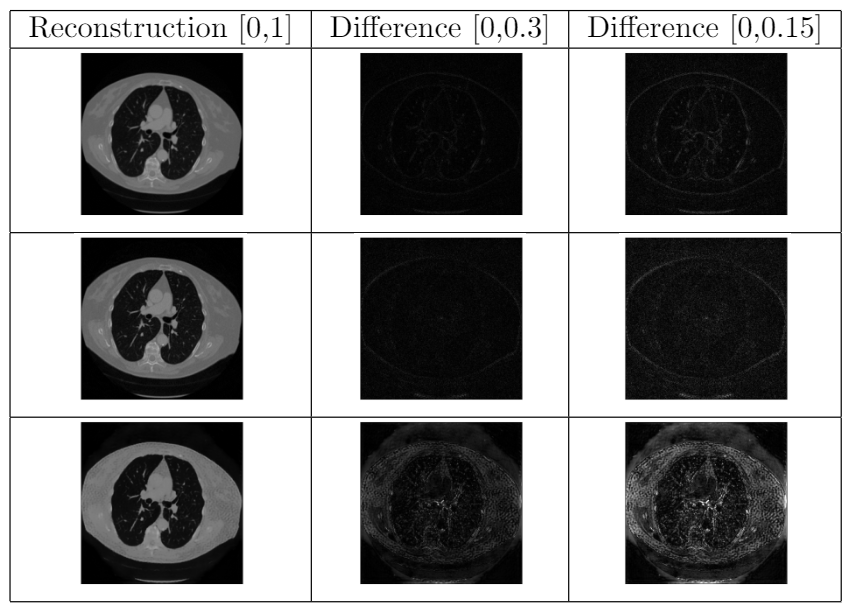 Reconstruction [0,1] Difference [0,0.3] Difference [0,0.15]